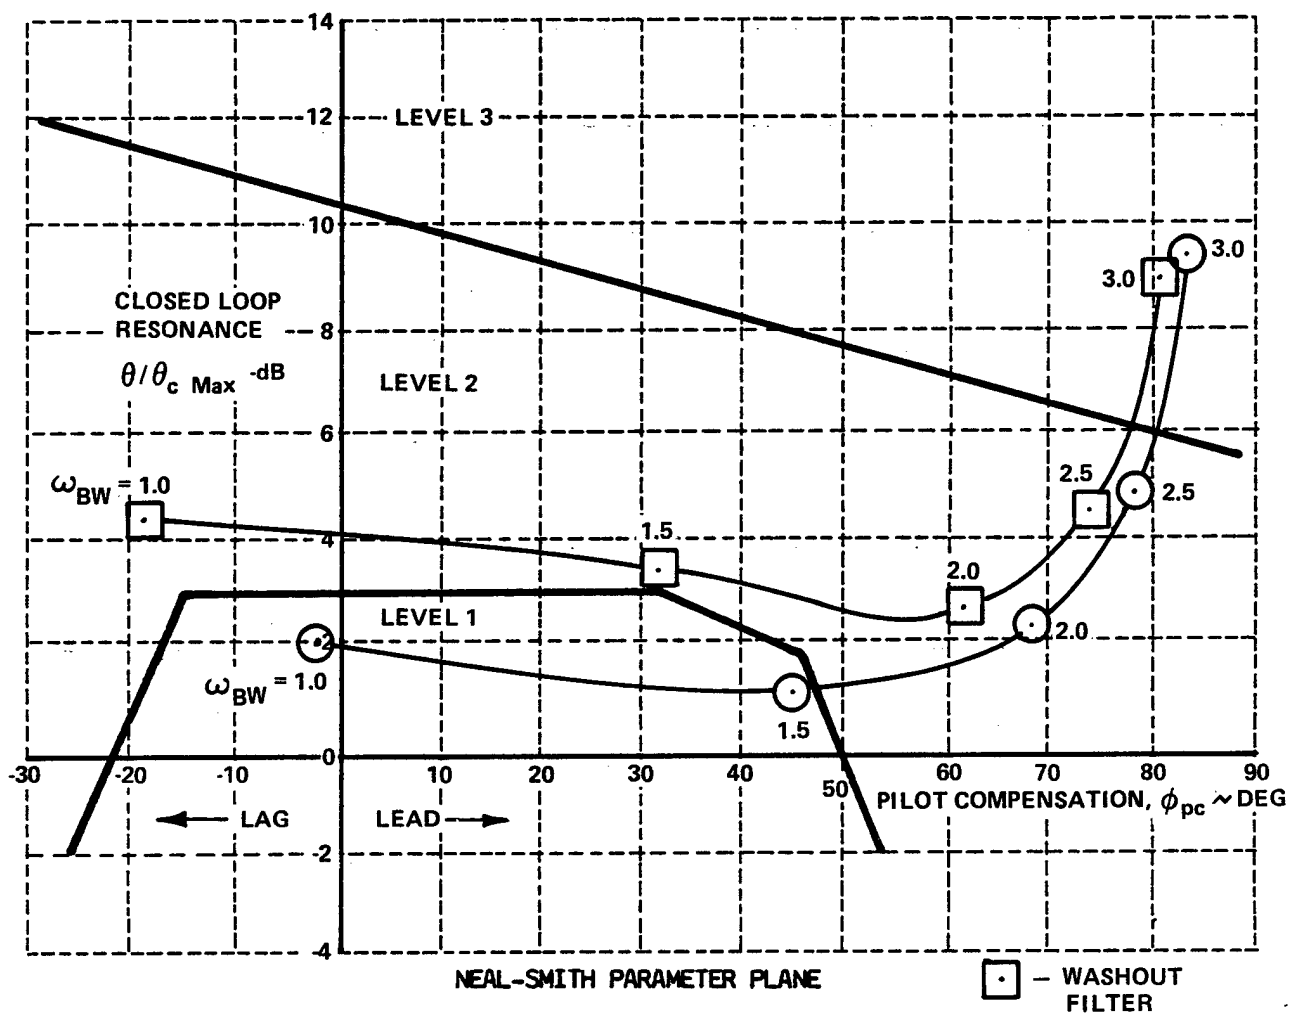 14
12
LEVEL 3
10
CLOSED LOOP
RESONANCE
8
θ/θc Max -dB
LEVEL 2
6
ωBW = 1.0
4
1.5
2.0
2.5
3.0
3.0
2.5
2.0
LEVEL 1
2
ωBW = 1.0
1.5
0
-30
-20
-10
10
20
30
40
50
60
70
80
90
PILOT COMPENSATION, ϕpc ~ DEG
LAG
LEAD
-2
-4
NEAL-SMITH PARAMETER PLANE
– WASHOUT
FILTER